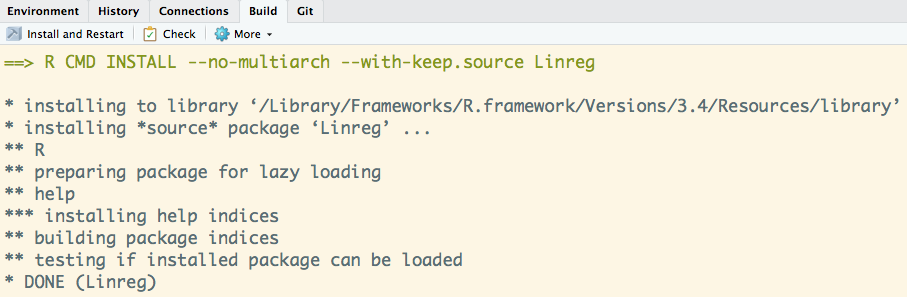 Environment History Connections Build Git
Install and Restart Check More
==> R CMD INSTALL --no-multiarch --with-keep.source Linreg
* installing to library ‘/Library/Frameworks/R.framework/Versions/3.4/Resources/library’
* installing *source* package ‘Linreg’ ...
** R
** preparing package for lazy loading
** help
*** installing help indices
** building package indices
** testing if installed package can be loaded
* DONE (Linreg)